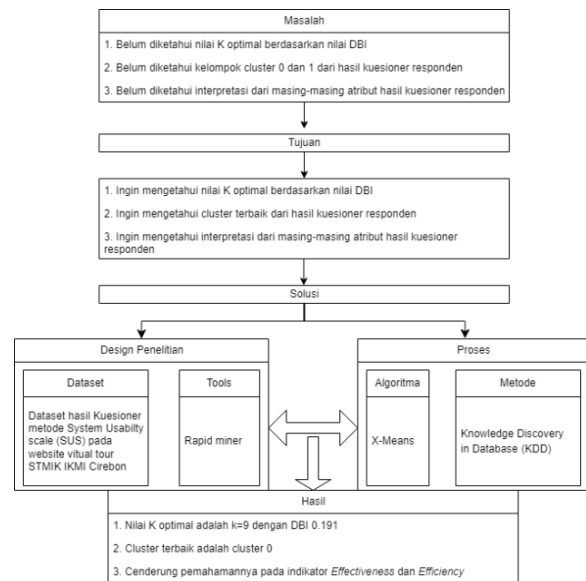 Masalah
1. Belum diketahui nilai K optimal berdasarkan nilai DBI
2. Belum diketahui kelompok cluster 0 dan 1 dari hasil kuesioner responden
3. Belum diketahui interpretasi dari masing-masing atribut hasil kuesioner responden
Tujuan
1. Ingin mengetahui nilai K optimal berdasarkan nilai DBI
2. Ingin mengetahui cluster terbaik dari hasil kuesioner responden
3. Ingin mengetahui interpretasi dari masing-masing atribut hasil kuesioner
responden
Solusi
Design Penelitian
Dataset
Dataset hasil Kuesioner
metode System Usabilty
scale (SUS) pada
website vitual tour
STMIK IKMI Cirebon
Tools
Rapid miner
Proses
Algoritma
X-Means
Metode
Knowledge Discovery
in Database (KDD)
Hasil
1. Nilai K optimal adalah k=9 dengan DBI 0.191
2. Cluster terbaik adalah cluster 0
3. Cenderung pemahamannya pada indikator Effectiveness dan Efficiency